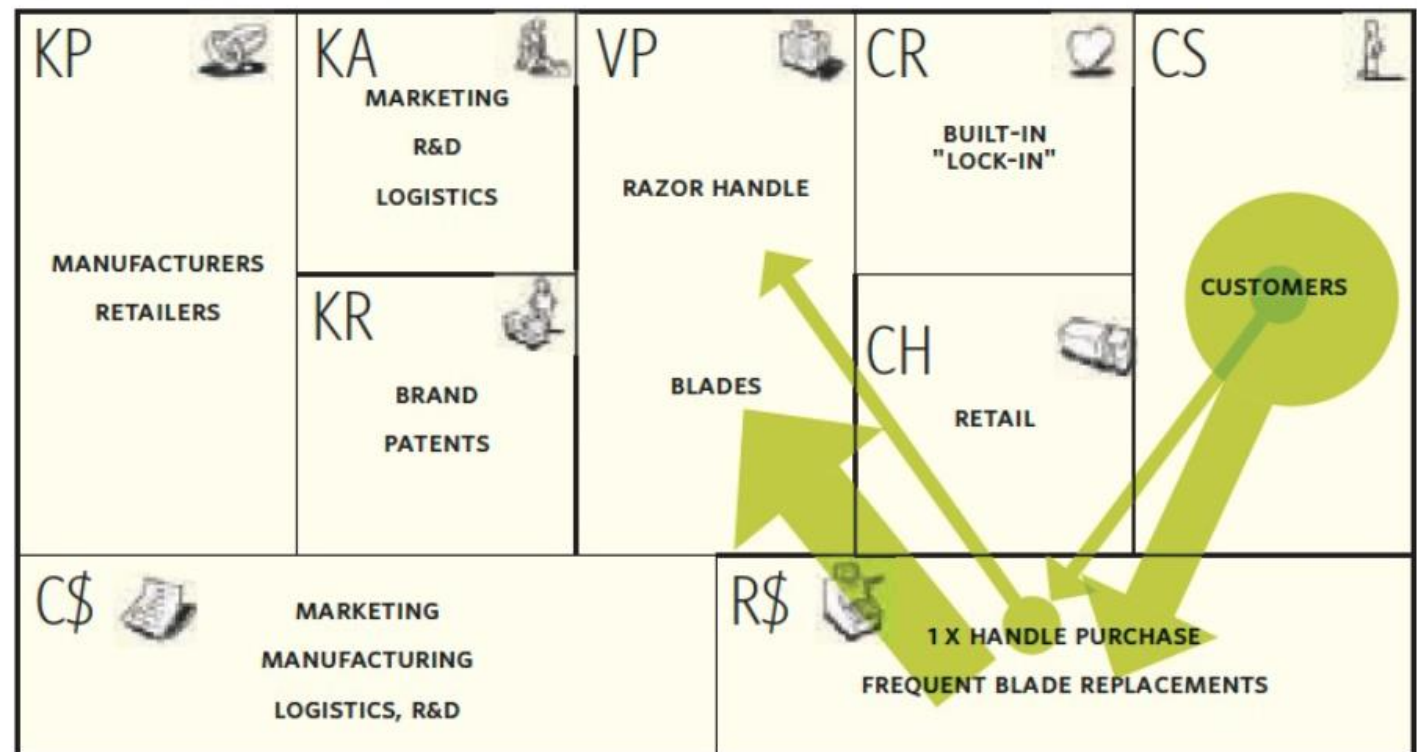 KP
MANUFACTURERS
RETAILERS
KA
MARKETING
R&D
LOGISTICS
KR
BRAND
PATENTS
VP
RAZOR HANDLE
BLADES
CR
BUILT-IN
"LOCK-IN"
CH
RETAIL
CS
CUSTOMERS
C$
MARKETING
MANUFACTURING
LOGISTICS, R&D
R$
1 X HANDLE PURCHASE
FREQUENT BLADE REPLACEMENTS